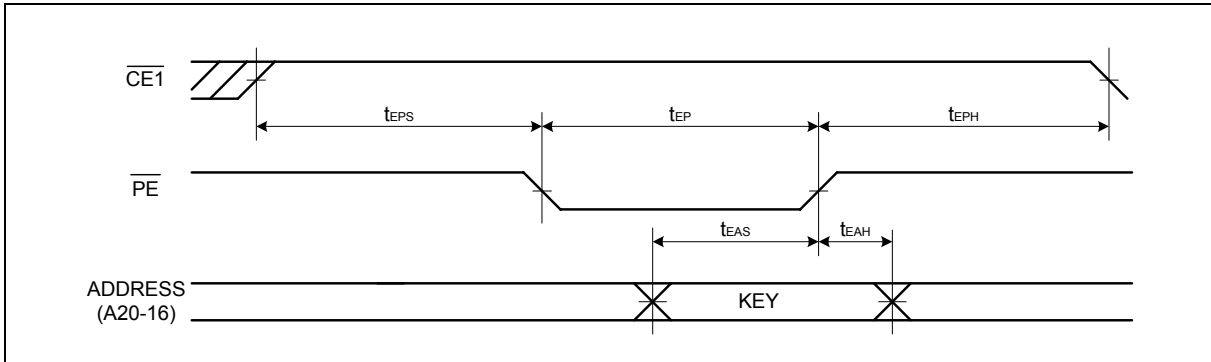 CE1
tEPS
tEP
tEPH
PE
tEAS
tEAH
ADDRESS
(A20-16)
KEY